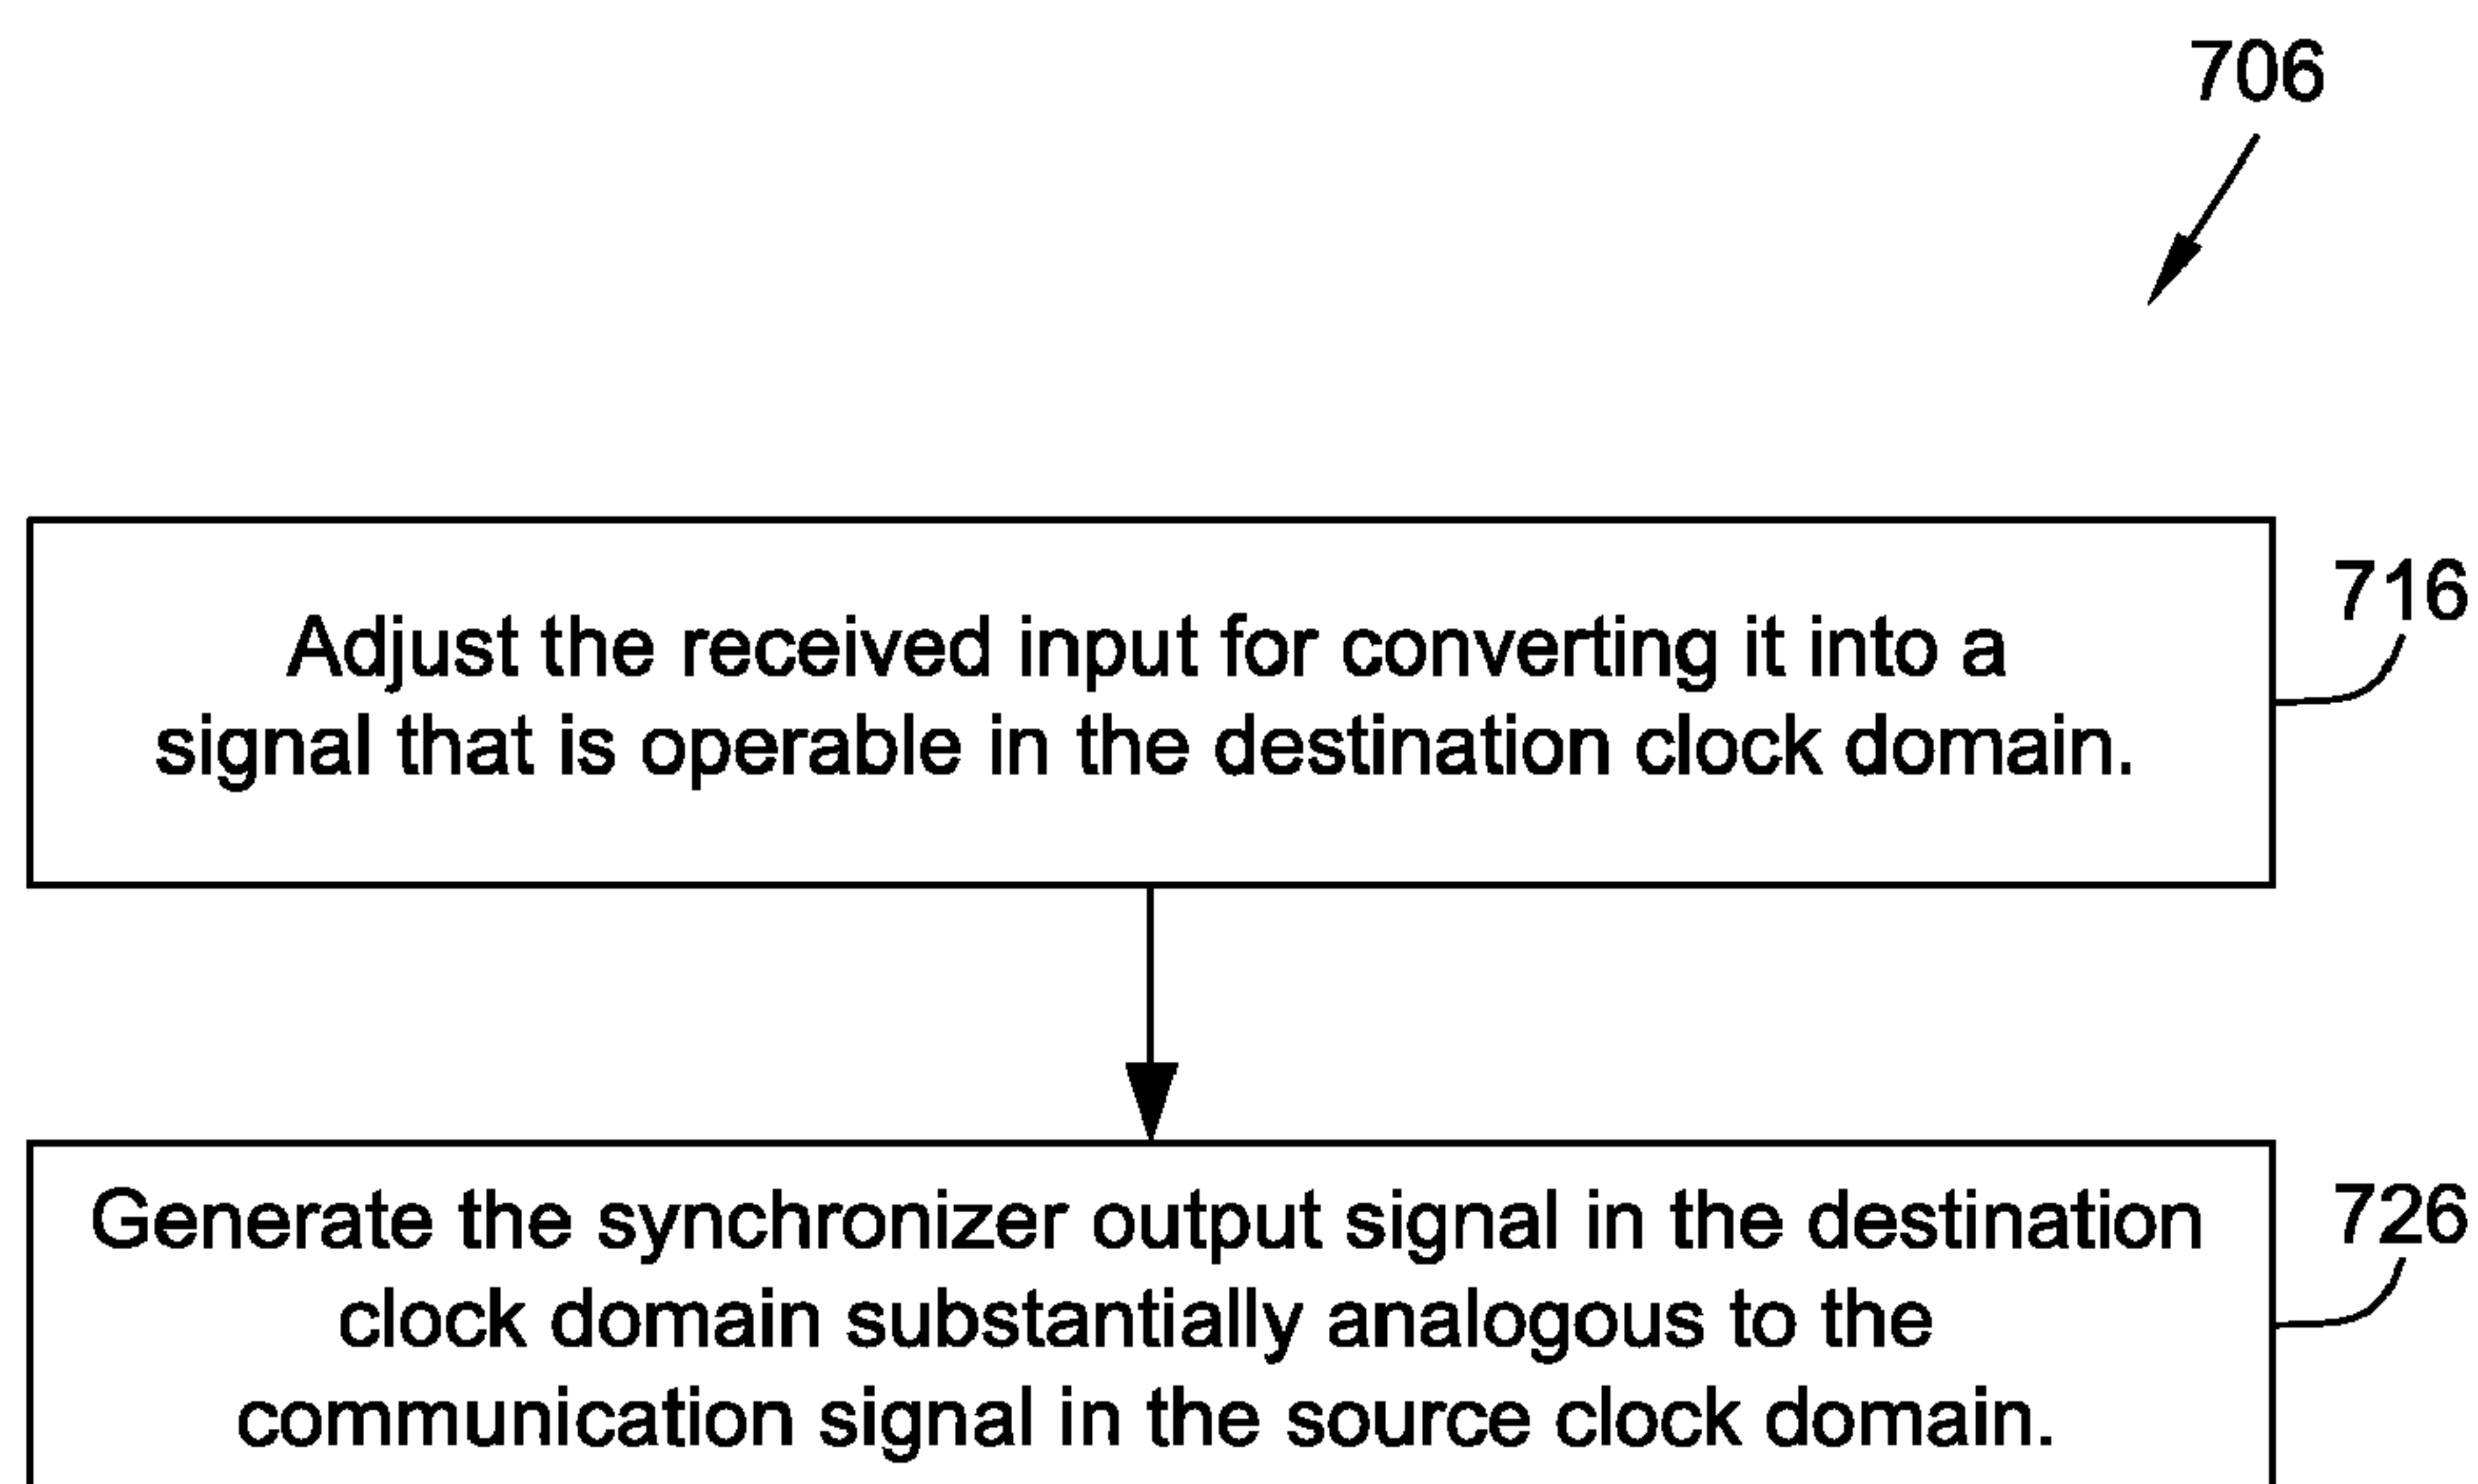 706
716
Adjust the received input for converting it into a
signal that is operable in the destination clock domain.
726
Generate the synchronizer output signal in the destination
clock domain substantially analogous to the
communication signal in the source clock domain.